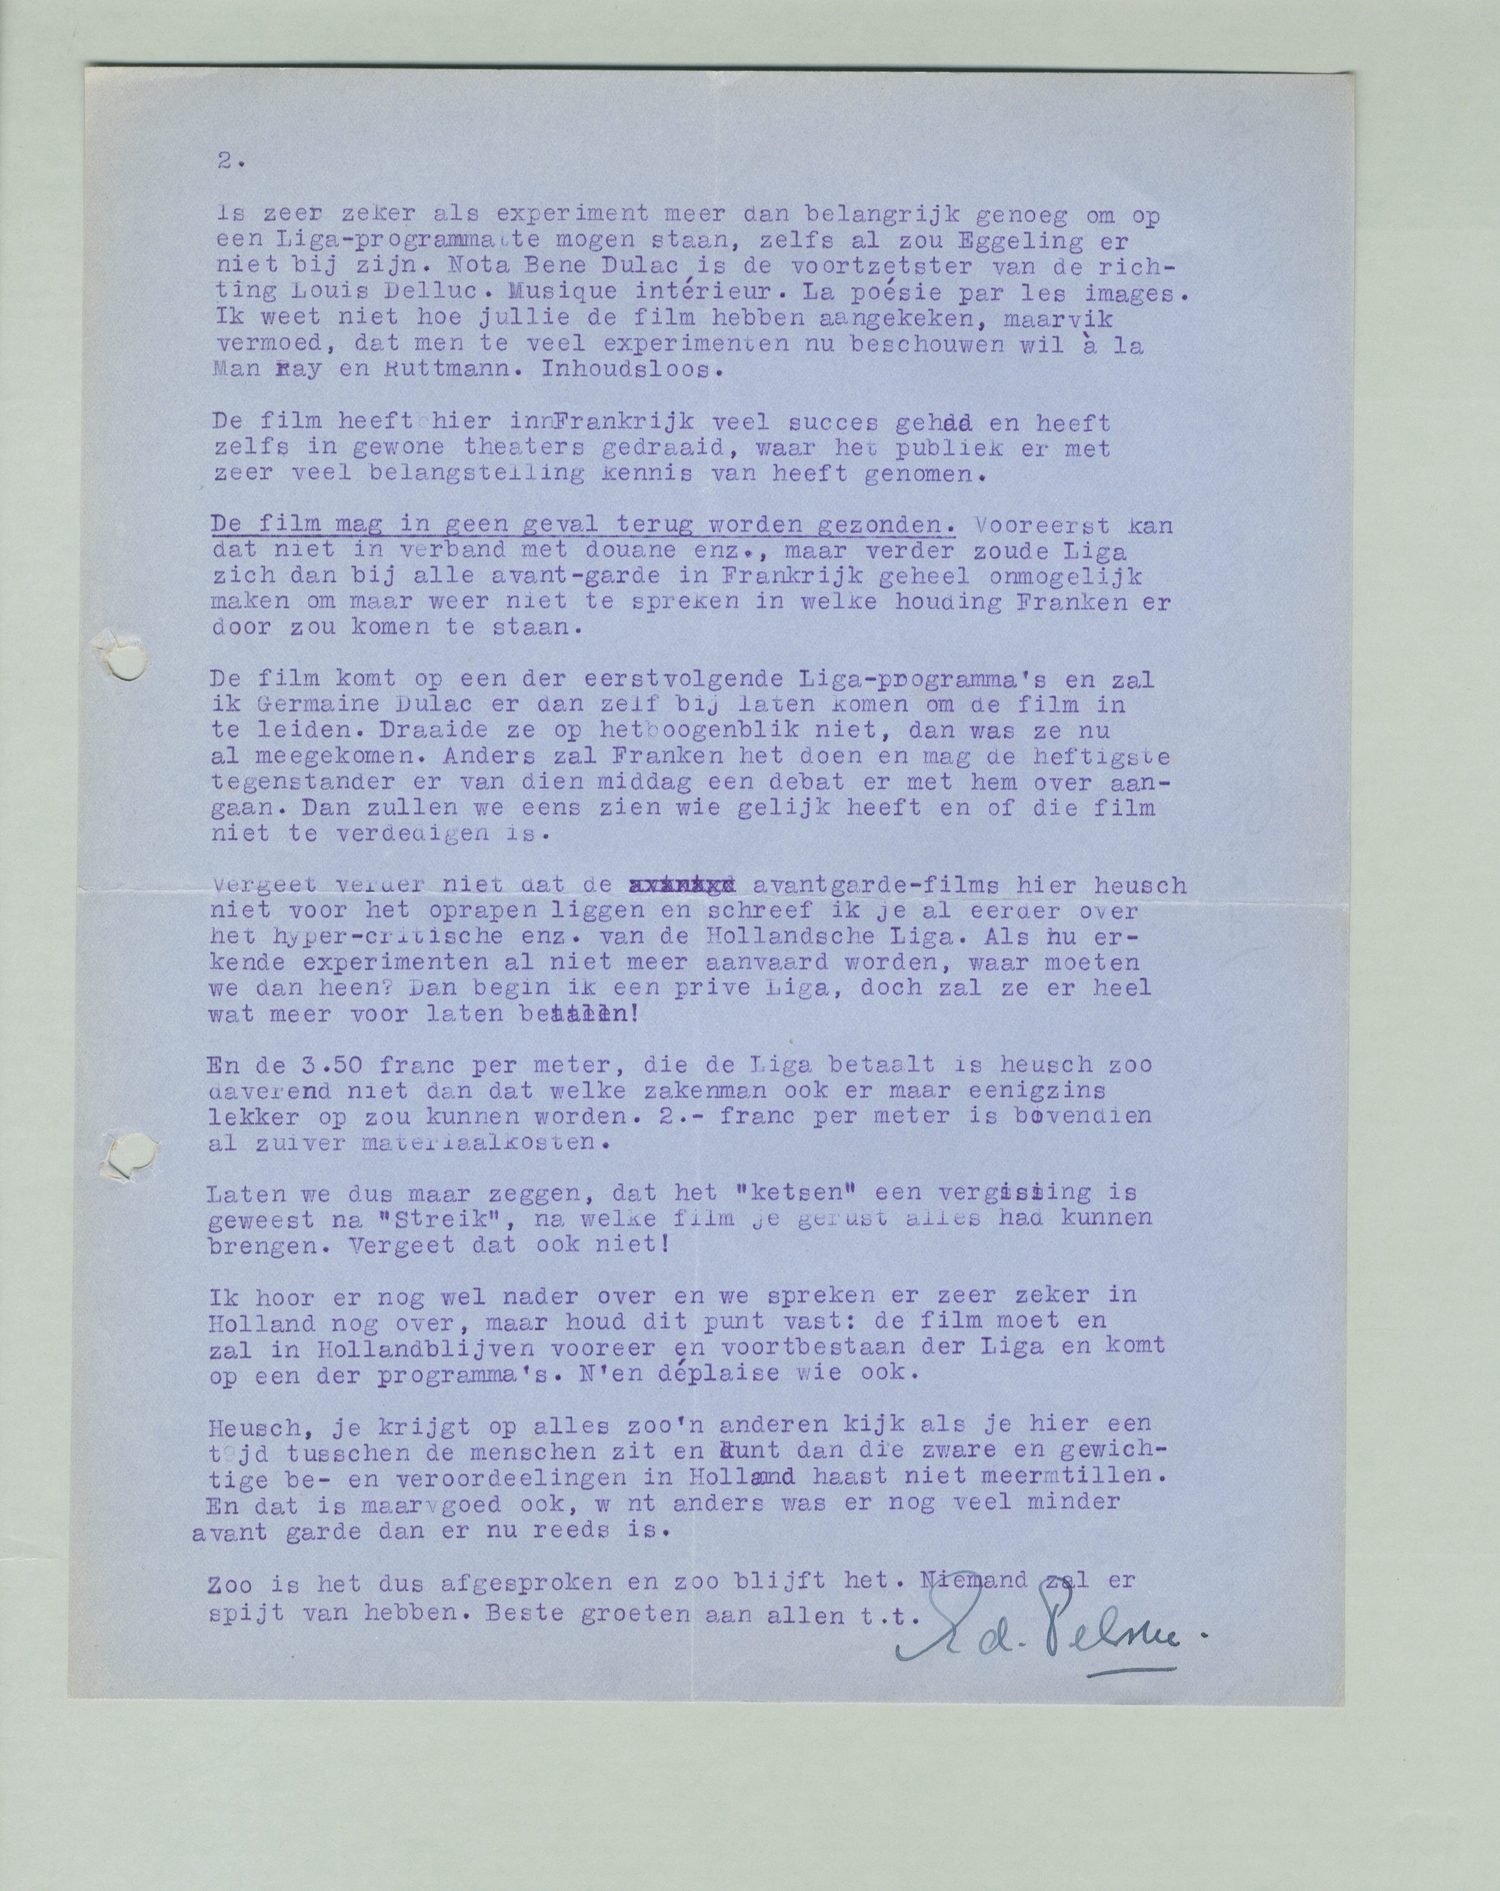 2.
is zeer zeker als experiment meer dan belangrijk genoeg om op
een Liga-programma te mogen staan, zelfs al zou Eggeling er
niet bij zijn. Nota Bene Dulac is de voortzetster van de rich-
ting Louis Delluc. Musique intérieur. La poésie par les images.
Ik weet niet hoe jullie de film hebben aangekeken, maarvik
vermoed, dat men te veel experimenten nu beschouwen wil à la
Man Ray en Ruttmann. Inhoudsloos.
De film heeft hier innFrankrijk veel succes gehad en heeft
zelfs in gewone theaters gedraaid, waar het publiek er met
zeer veel belangstelling kennis van heeft genomen.
De film mag in geen geval terug worden gezonden. Vooreerst kan
dat niet in verband met douane enz., maar verder zoude Liga
zich dan bij alle avant-garde in Frankrijk geheel onmogelijk
maken om maar weer niet te spreken in welke houding Franken er
door zou komen te staan.
De film komt op een der eerstvolgende Liga-programma's en zal
ik Germaine Dulac er dan zelf bij laten komen om de film in
te leiden. Draaide ze op hetboogenblik niet, dan was ze nu
al meegekomen. Anders zal Franken het doen en mag de heftigste
tegenstander er van dien middag een debat er met hem over aan-
gaan. Dan zullen we eens zien wie gelijk heeft en of die film
niet te verdedigen is.
Vergeet verder niet dat de avantgarde-films hier heusch
niet voor het oprapen liggen en schreef ik je al eerder over
het hyper-critische enz. van de Hollandsche Liga. Als nu er-
kende experimenten al niet meer aanvaard worden, waar moeten
we dan heen? Dan begin ik een prive Liga, doch zal ze er heel
wat meer voor laten betalen!
En de 3.50 franc per meter, die de Liga betaalt is heusch zoo
daverend niet dan dat welke zakenman ook er maar eenigzins
lekker op zou kunnen worden. 2.- franc per meter is bovendien
al zuiver materiaalkosten.
Laten we dus maar zeggen, dat het "ketsen" een vergissing is
geweest na "Streik", na welke film je gerust alles had kunnen
brengen. Vergeet dat ook niet!
Ik hoor er nog wel nader over en we spreken er zeer zeker in
Holland nog over, maar houd dit punt vast: de film moet en
zal in Hollandblijven vooreer en voortbestaan der Liga en komt
op een der programma's. N'en déplaise wie ook.
Heusch, je krijgt op alles zoo'n anderen kijk als je hier een
tijd tusschen de menschen zit en kunt dan die zware en gewich-
tige be- en veroordeelingen in Holland haast niet meermtillen.
En dat is maarvgoed ook, w nt anders was er nog veel minder
avant garde dan er nu reeds is.
Zoo is het dus afgesproken en zoo blijft het. Niemand zal er
spijt van hebben. Beste groeten aan allen t.t.
Ed. Pelster.